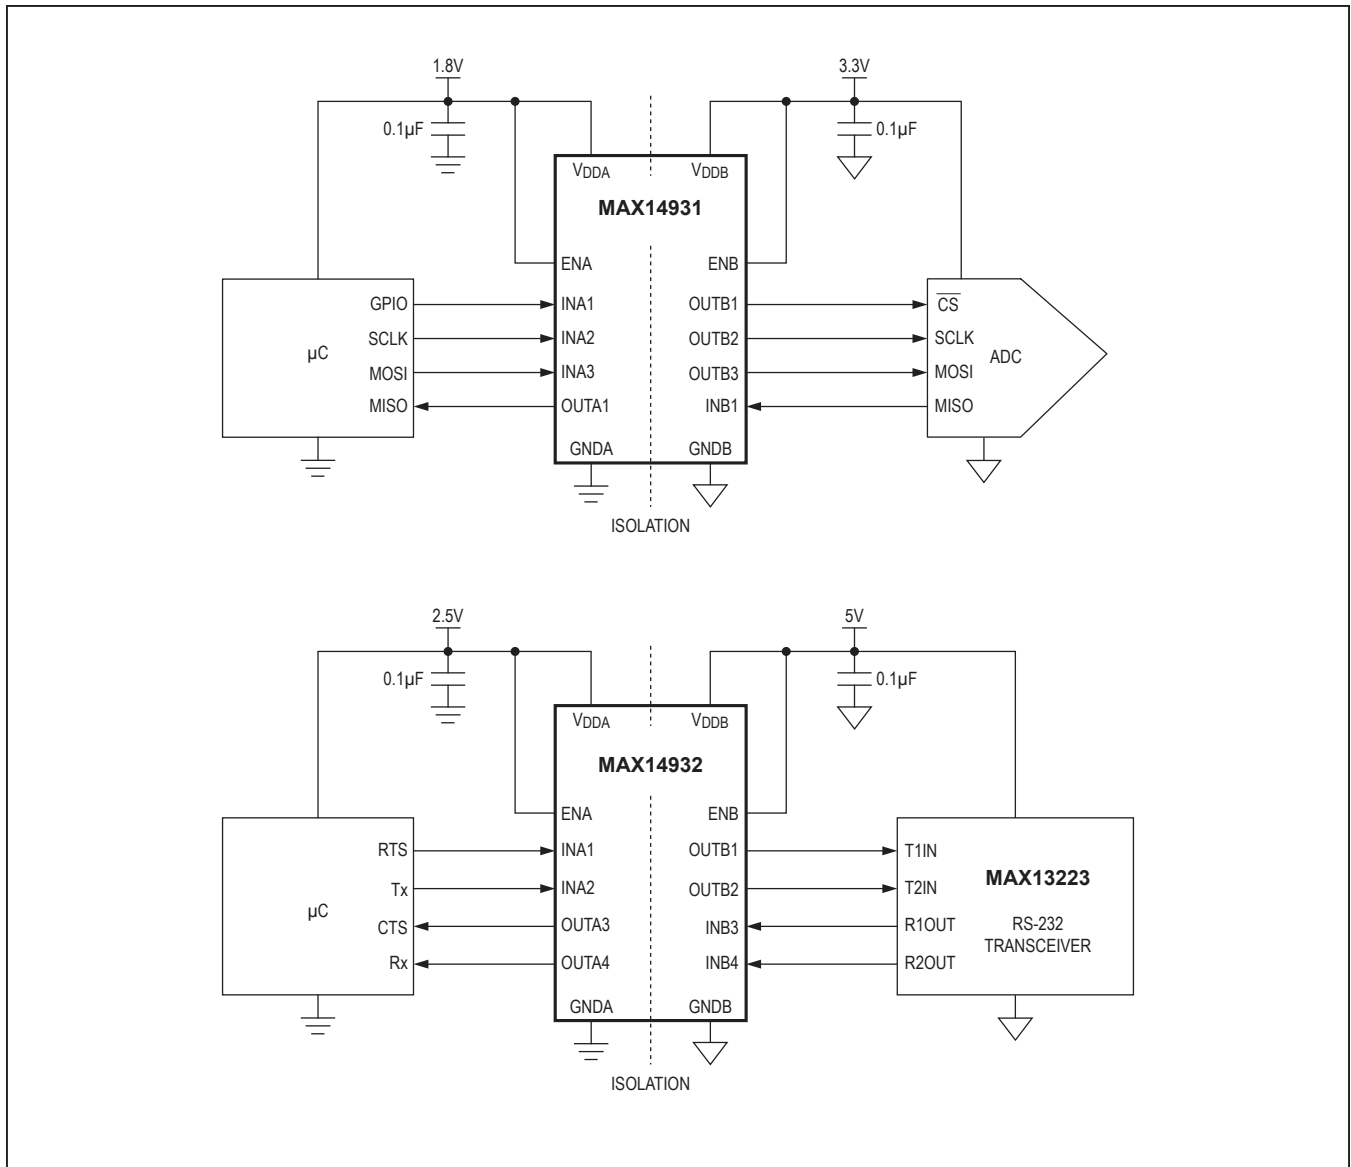 1.8V
3.3V
0.1µF
0.1µF
VDDA
VDDB
MAX14931
ENA
ENB
GPIO
INA1
OUTB1
CS
SCLK
INA2
OUTB2
SCLK
µC
ADC
MOSI
INA3
OUTB3
MOSI
MISO
OUTA1
INB1
MISO
GNDA
GNDB
ISOLATION
2.5V
5V
0.1µF
0.1µF
VDDA
VDDB
MAX14932
ENA
ENB
RTS
INA1
OUTB1
T1IN
MAX13223
Tx
INA2
OUTB2
T2IN
µC
CTS
OUTA3
INB3
R1OUT
RS-232
TRANSCEIVER
Rx
OUTA4
INB4
R2OUT
GNDA
GNDB
ISOLATION